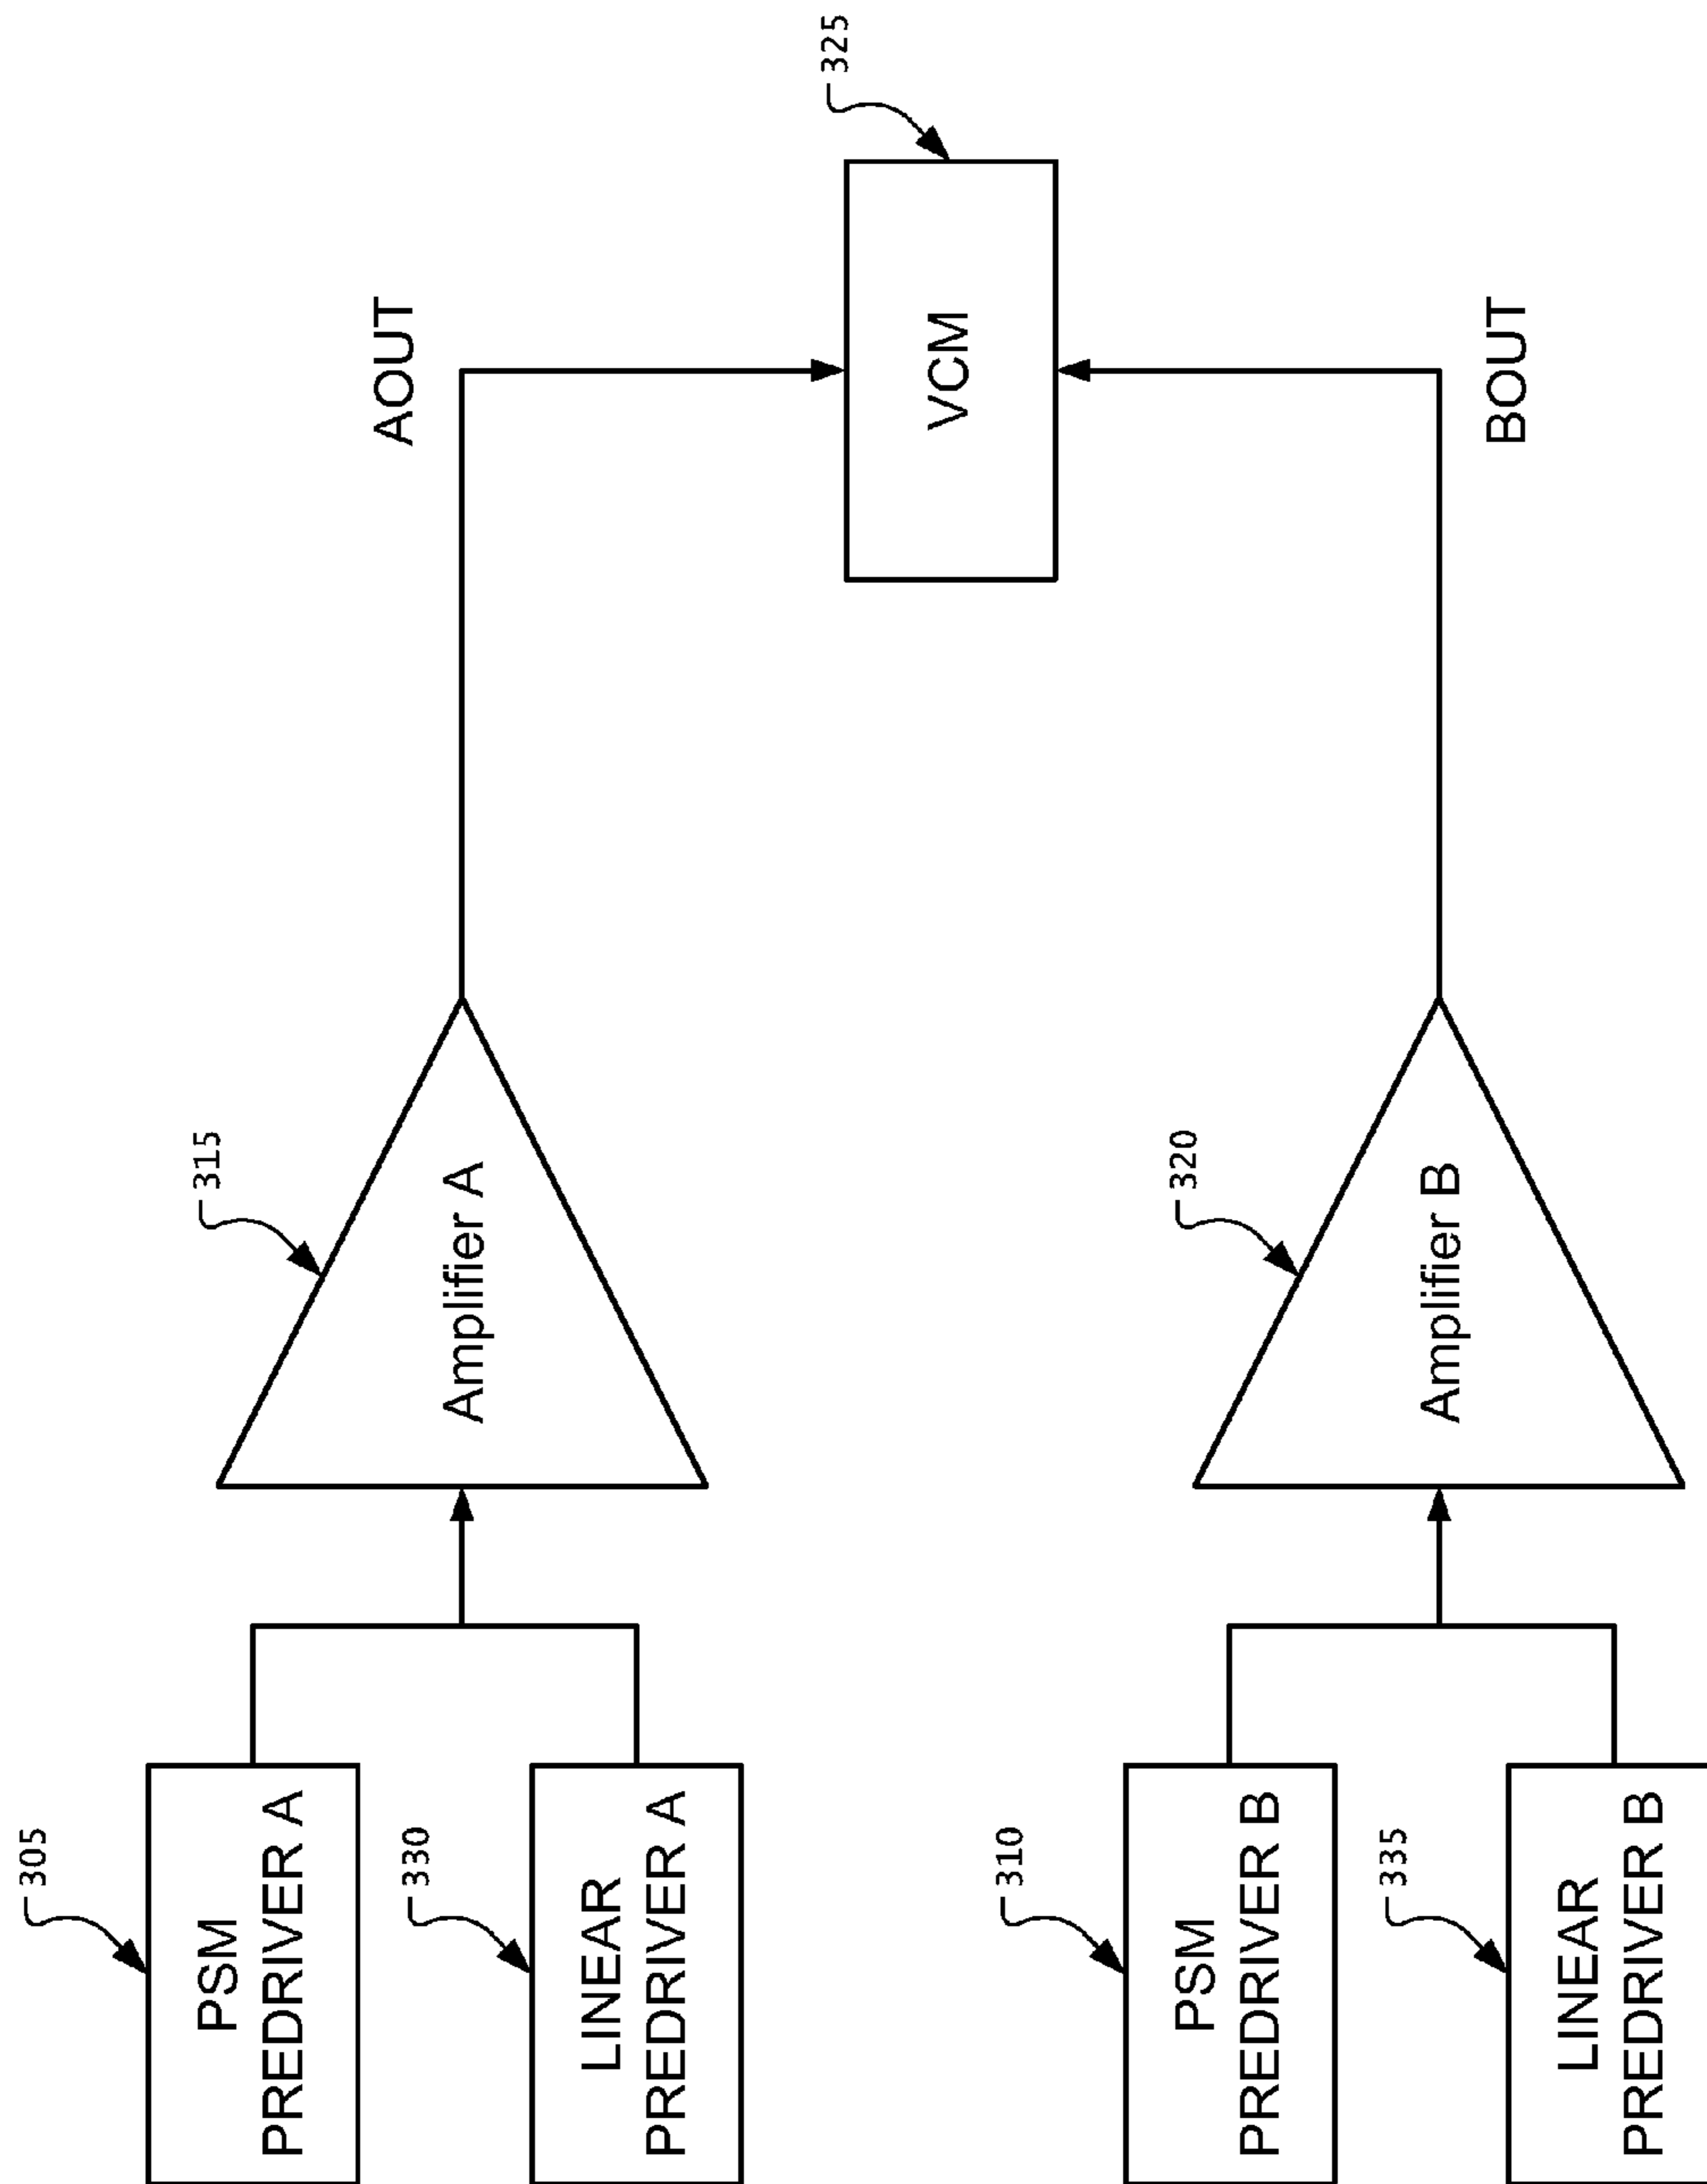 305
PSM
PREDRIVER A
330
LINEAR
PREDRIVER A
315
Amplifier A
AOUT
325
VCM
310
PSM
PREDRIVER B
335
LINEAR
PREDRIVER B
320
Amplifier B
BOUT